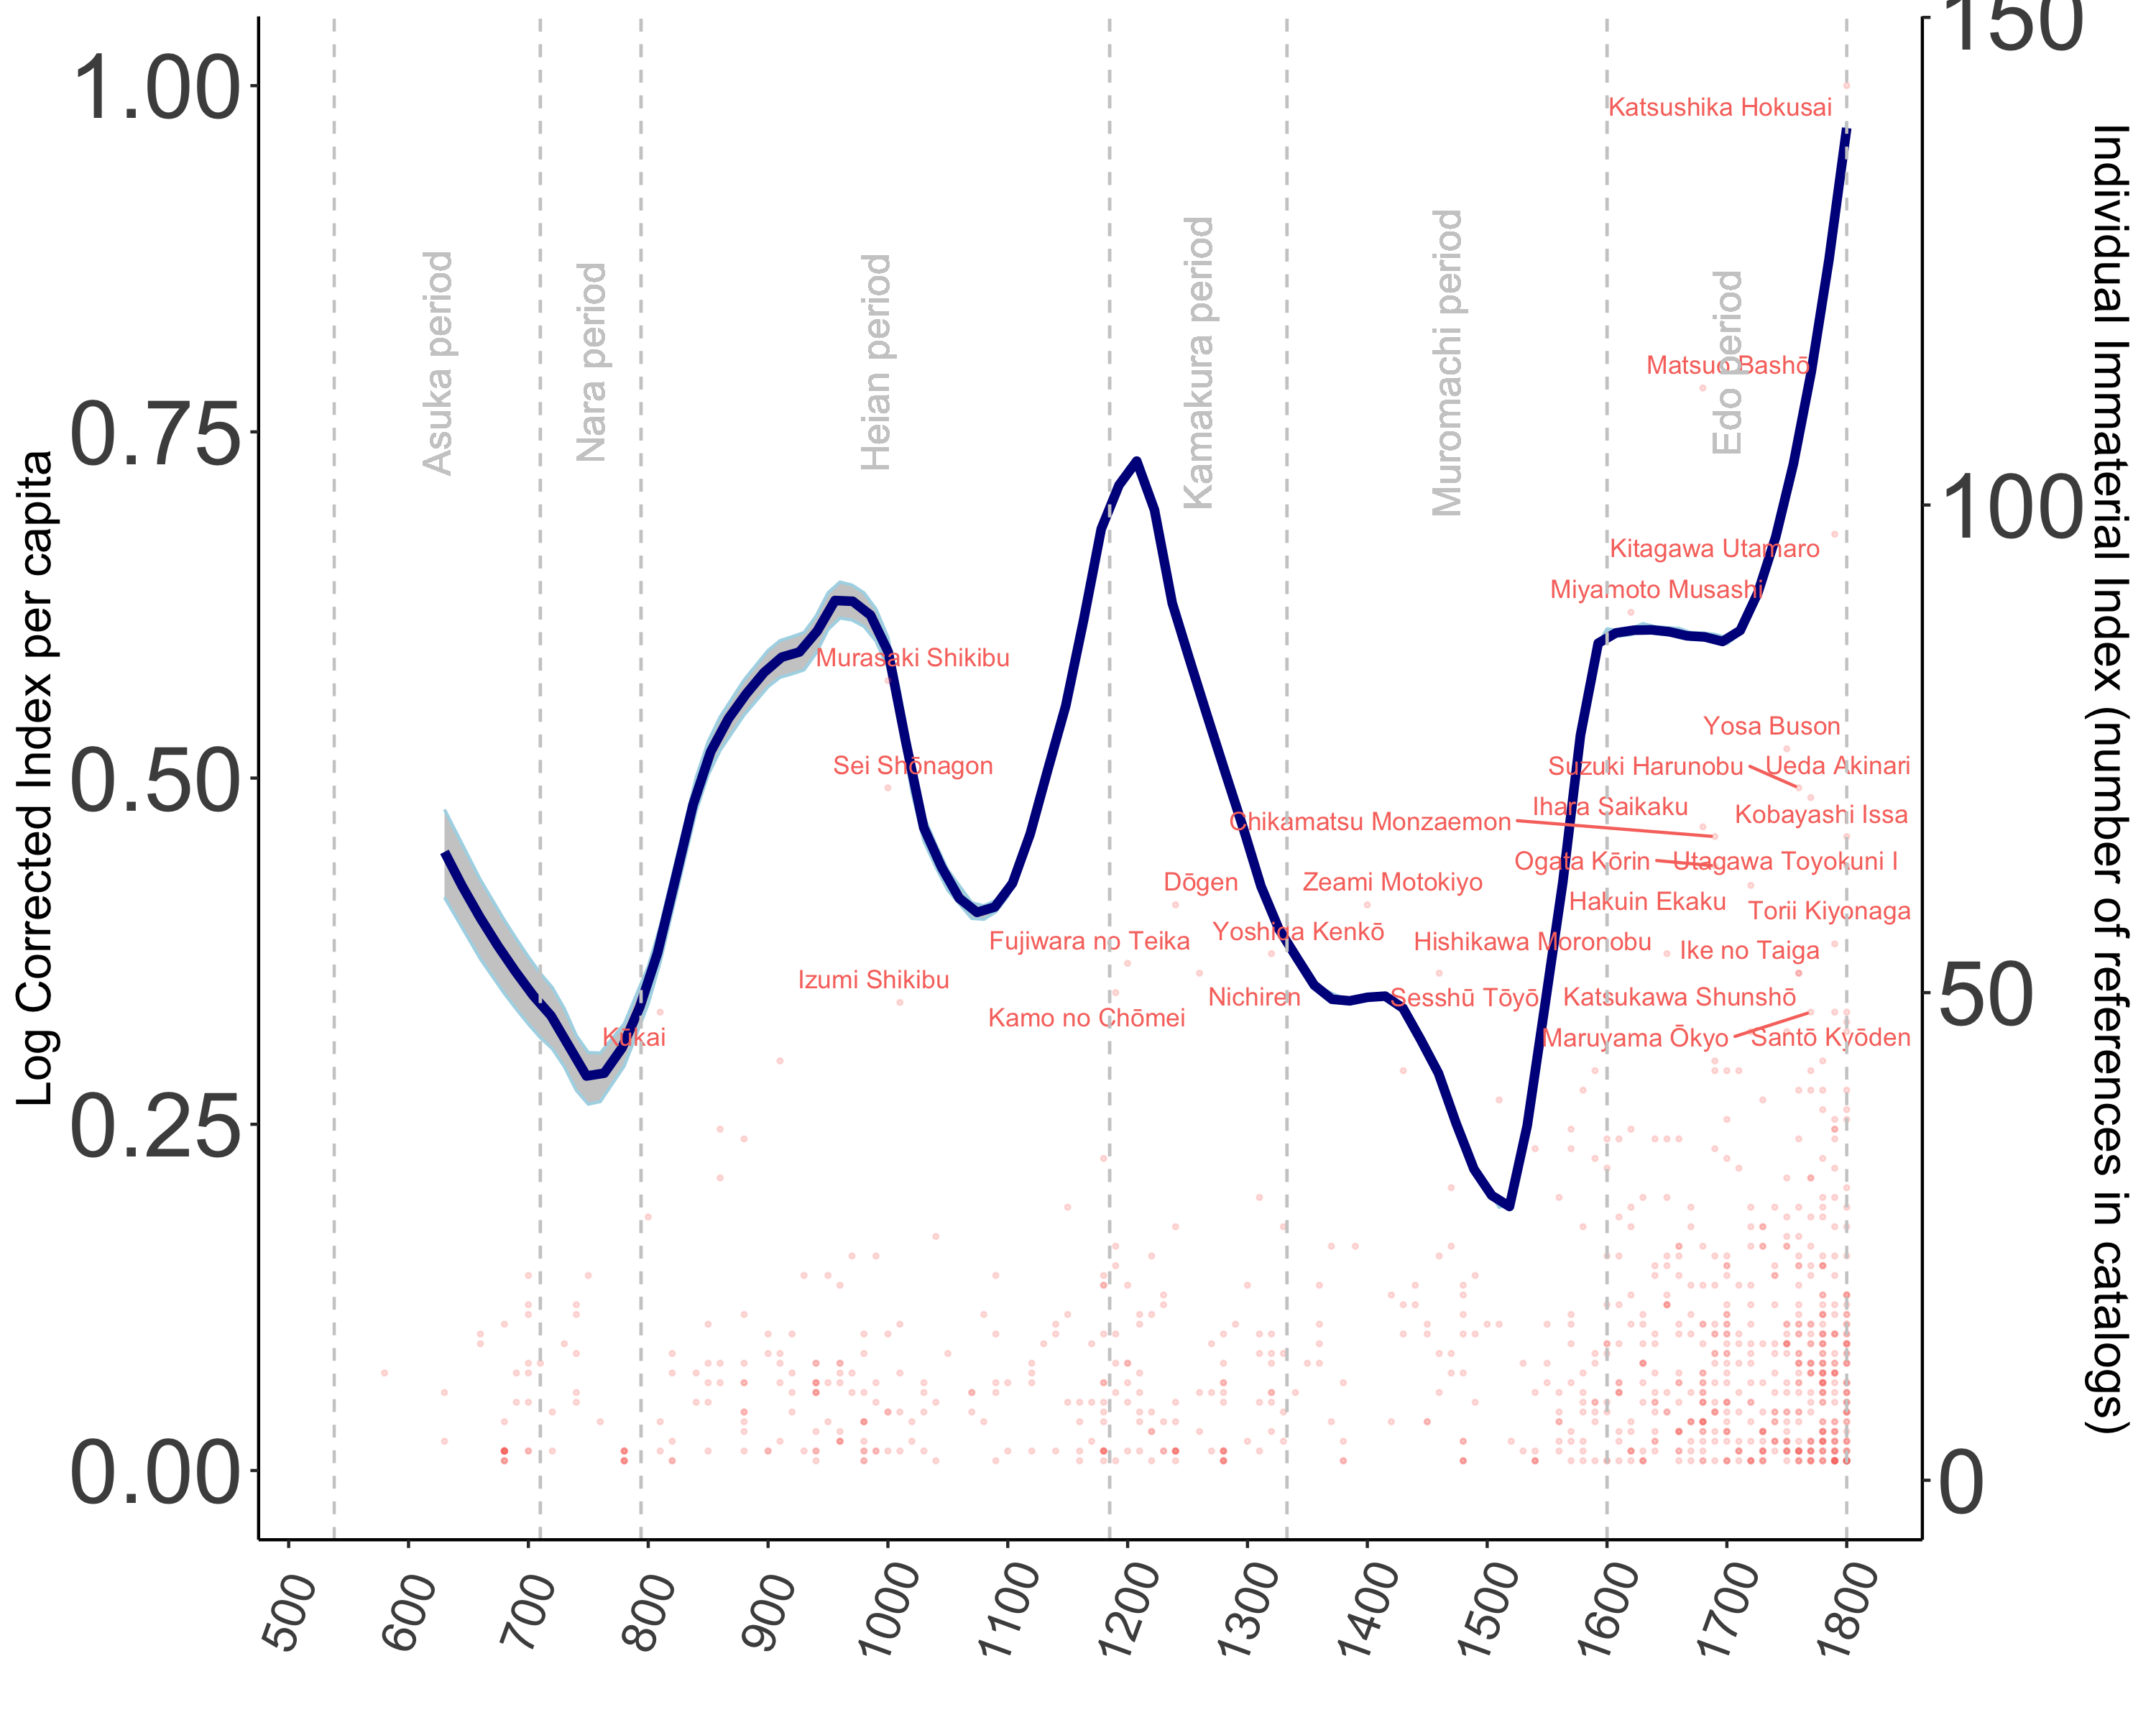 Log Corrected Index per capita
1.00
0.75
0.50
0.25
0.00
150
100
50
0
Individual Immaterial Index (number of references in catalogs)
Asuka period
Nara period
Heian period
Kamakura period
Muromachi period
Edo period
Katsushika Hokusai
Matsuo Bashō
Kitagawa Utamaro
Miyamoto Musashi
Murasaki Shikibu
Yosa Buson
Sei Shōnagon
Suzuki Harunobu
Ueda Akinari
Ihara Saikaku
Kobayashi Issa
Chikamatsu Monzaemon
Ogata Kōrin
Utagawa Toyokuni I
Dōgen
Zeami Motokiyo
Hakuin Ekaku
Torii Kiyonaga
Fujiwara no Teika
Yoshida Kenkō
Hishikawa Moronobu
Ike no Taiga
Izumi Shikibu
Nichiren
Sesshū Tōyō
Katsukawa Shunshō
Kamo no Chōmei
Kūkai
Maruyama Ōkyo
Santō Kyōden
500
600
700
800
900
1000
1100
1200
1300
1400
1500
1600
1700
1800